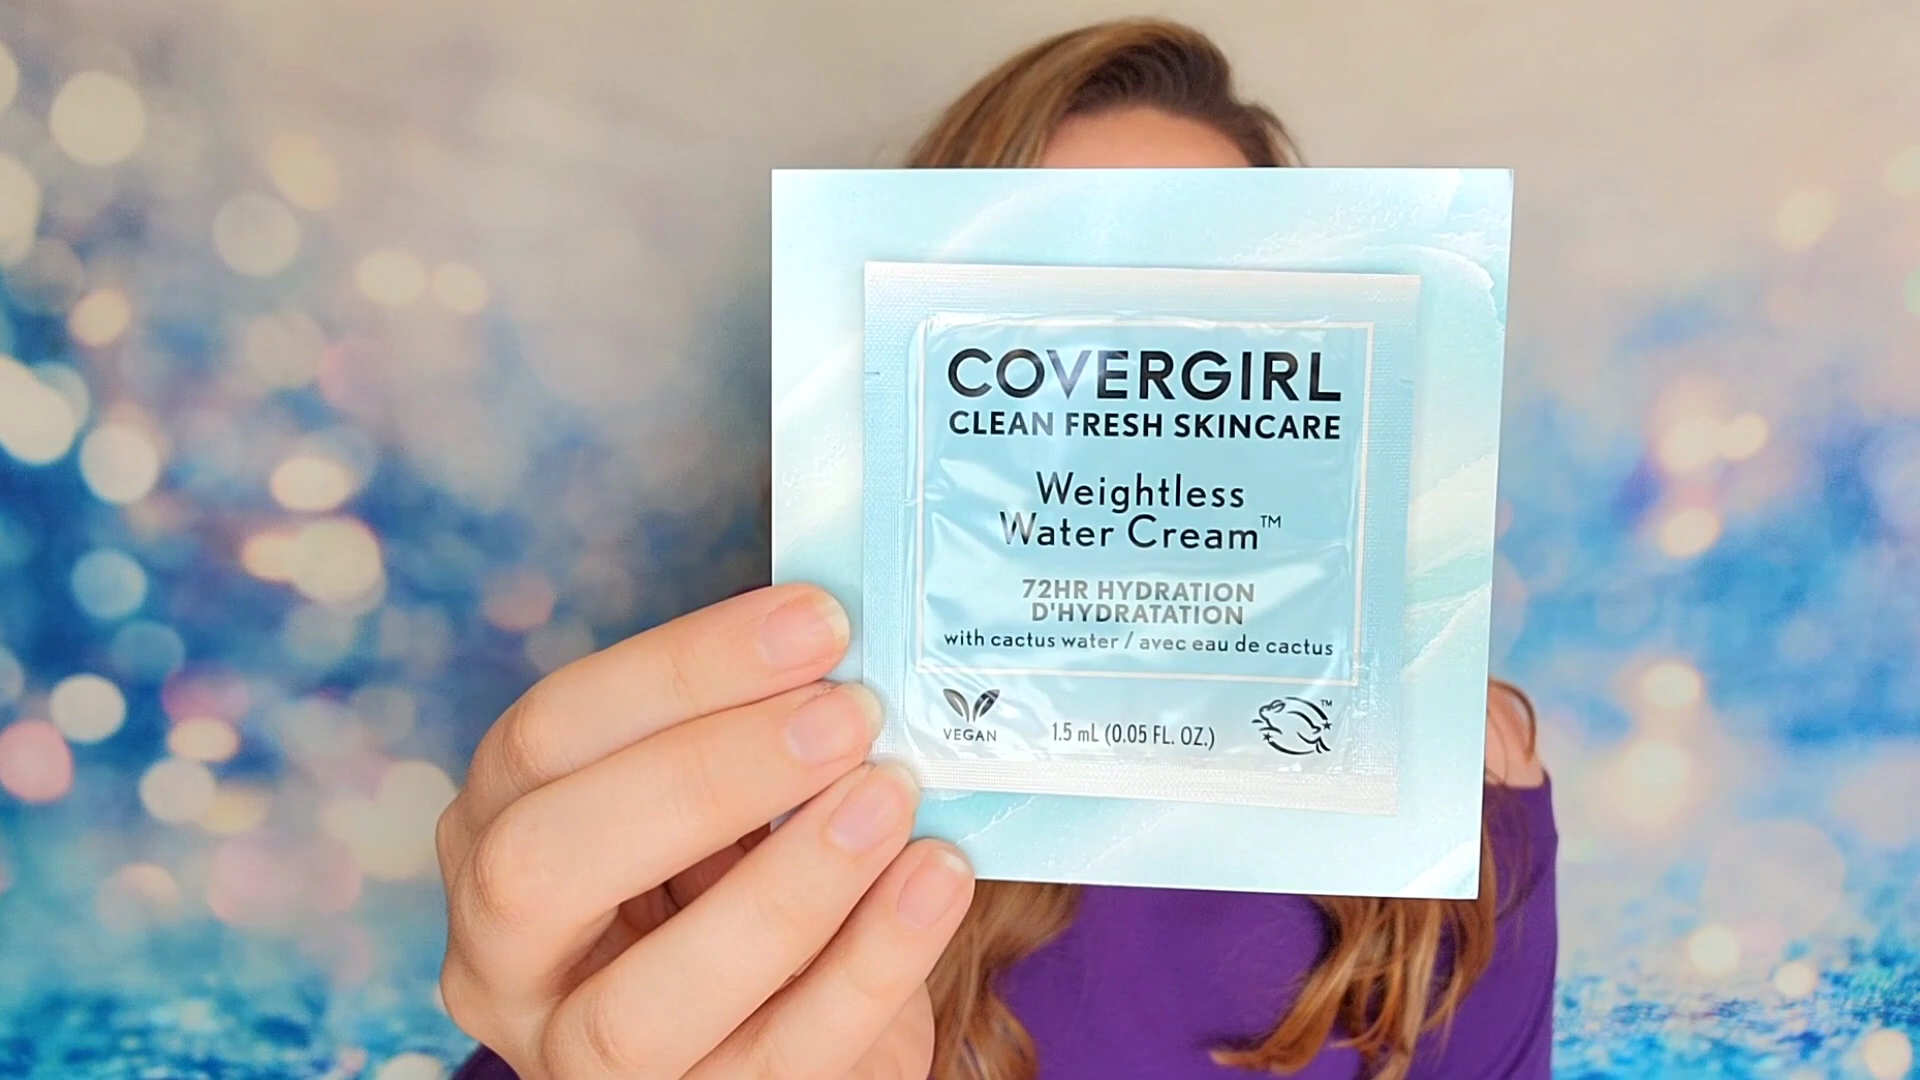 COVERGIRL
CLEAN FRESH SKINCARE
Weightless
Water Cream™
72HR HYDRATION
D'HYDRATATION
with cactus water / avec eau de cactus
VEGAN
1.5 mL (0.05 FL. OZ.)
TM